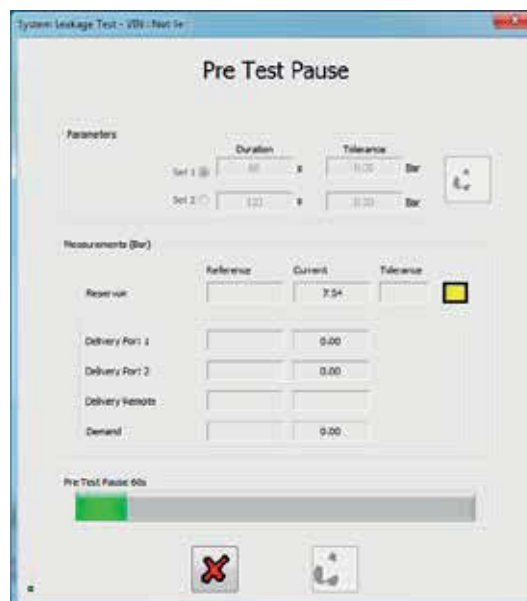 System Leakage Test - VIN : Not Se
Pre Test Pause
Parameters
Duration Tolerance
Set 1 60 s 0.00 Bar
Set 2 s Bar
Measurements (Bar)
Reference Current Tolerance
Reservoir 7.54
Delivery Port 1 0.00
Delivery Port 2 0.00
Delivery Remote
Demand 0.00
Pre Test Pause 60s